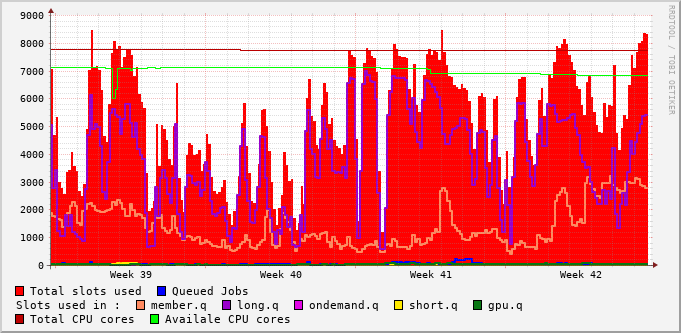 9000
8000
7000
6000
5000
4000
3000
2000
1000
0
Week 39 Week 40 Week 41 Week 42
Total slots used Queued Jobs
Slots used in : member.q long.q ondemand.q short.q gpu.q
Total CPU cores Availale CPU cores
RRDTOOL / TOBI OETIKER